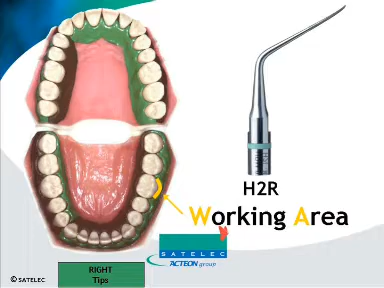 H2R
Working Area
SATELEC
ACTEON group
RIGHT
Tips
© SATELEC